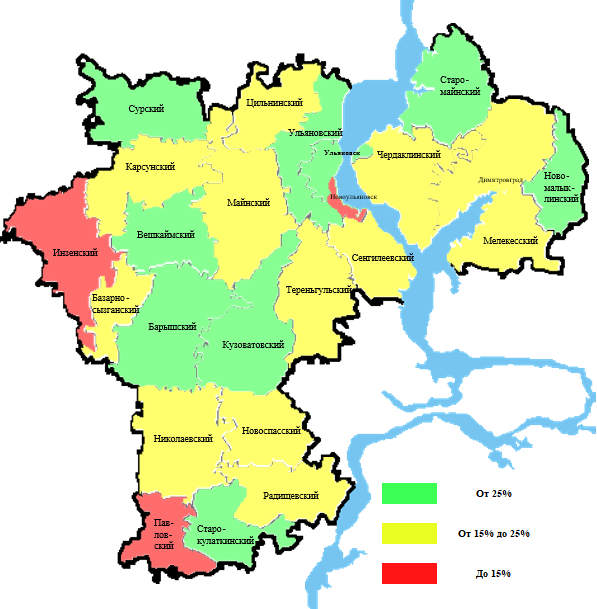 Старо-
майнский
Сурский
Цильнинский
Ульяновский
Ульяновск
Чердаклинский
Карсунский
Димитровград
Ново-
малык-
линский
Майнский
Новоульяновск
Вешкаймский
Мелекесский
Инзенский
Сенгилеевский
Тереньгульский
Базарно-
сызганский
Барышский
Кузоватовский
Николаевский
Новоспасский
Радищевский
Пав-
лов-
ский
Старо-
кулаткинский
От 25%
От 15% до 25%
До 15%